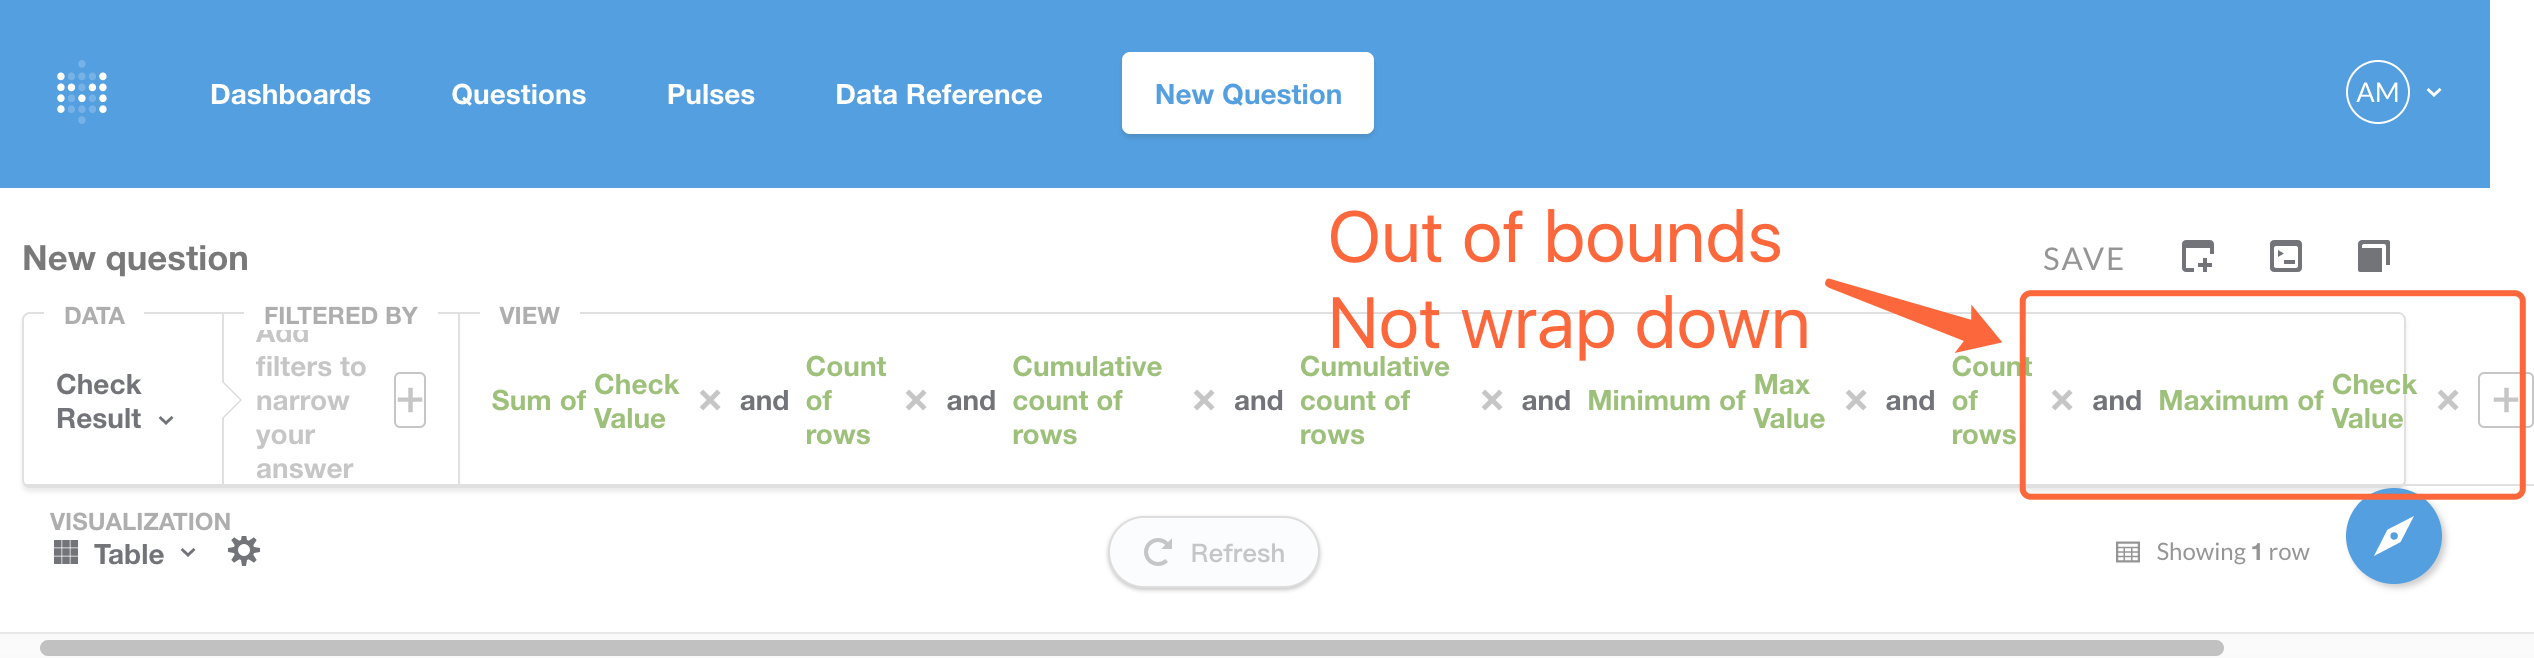 Dashboards Questions Pulses Data Reference New Question AM
Out of bounds
New question SAVE
Not wrap down
DATA FILTERED BY VIEW
Check Result
Add filters to narrow your answer
Sum of Check Value × and Count of rows × and Cumulative count of rows × and Cumulative count of rows × and Minimum of Max Value × and Count of rows × and Maximum of Check Value × +
VISUALIZATION
Table Refresh Showing 1 row